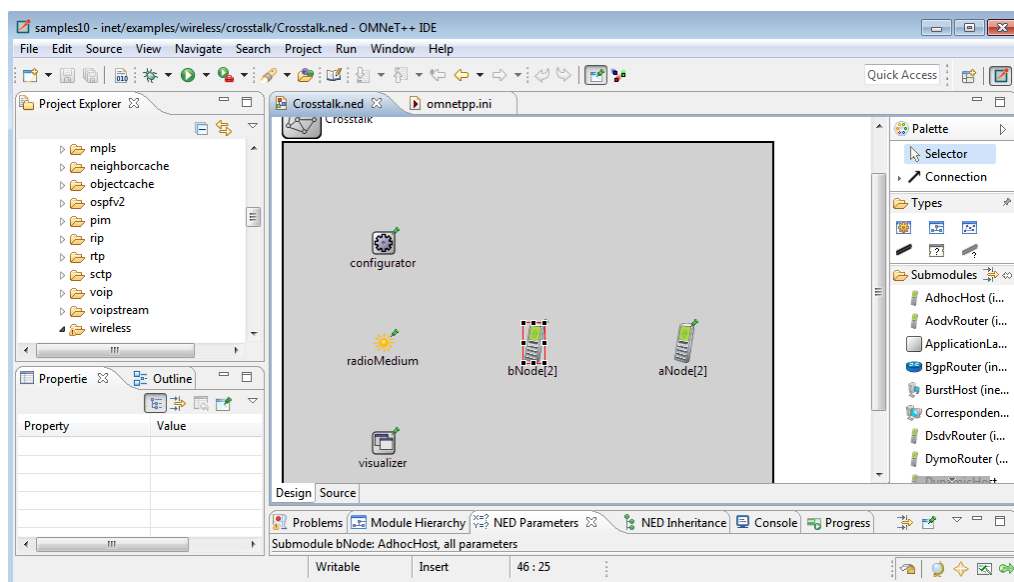 samples10 - inet/examples/wireless/crosstalk/Crosstalk.ned - OMNeT++ IDE
File Edit Source View Navigate Search Project Run Window Help
010
Quick Access
Project Explorer
mpls
neighborcache
objectcache
ospfv2
pim
rip
rtp
sctp
voip
voipstream
wireless
Propertie Outline
Property Value
Crosstalk.ned omnetpp.ini
Crosstalk
configurator
radioMedium
bNode[2]
aNode[2]
visualizer
Design Source
Palette
Selector
Connection
Types
Submodules
AdhocHost (i...
AodvRouter (i...
ApplicationLa...
BgpRouter (in...
BurstHost (ine...
Corresponden...
DsdvRouter (i...
DymoRouter (...
Problems Module Hierarchy NED Parameters NED Inheritance Console Progress
Submodule bNode: AdhocHost, all parameters
Writable Insert 46 : 25